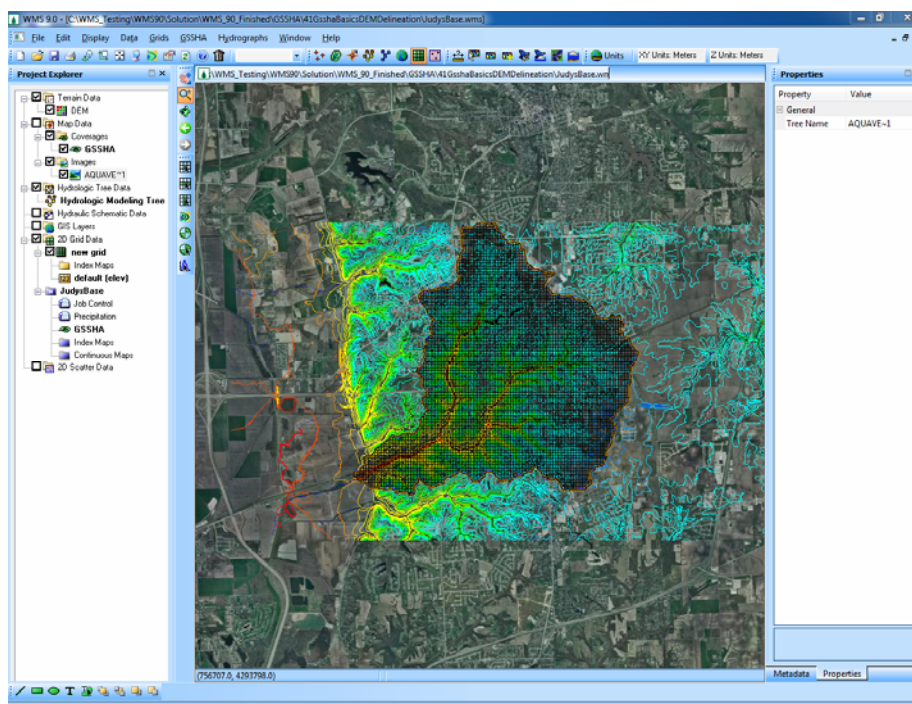 WMS 9.0 - [C:\WMS_Testing\WMS90\Solution\WMS_90_Finished\GSSHA\41GsshaBasicsDEMDelineation\JudysBase.wms]
File Edit Display Data Grids GSSHA Hydrographs Window Help
Units XY Units: Meters Z Units: Meters
Project Explorer
\WMS_Testing\WMS90\Solution\WMS_90_Finished\GSSHA\41GsshaBasicsDEMDelineation\JudysBase.wm
Properties
Terrain Data
DEM
Map Data
Coverages
GSSHA
Images
AQUAVE~1
Hydrologic Tree Data
Hydrologic Modeling Tree
Hydraulic Schematic Data
GIS Layers
2D Grid Data
new grid
Index Maps
default (elev)
JudysBase
Job Control
Precipitation
GSSHA
Index Maps
Continuous Maps
2D Scatter Data
Property Value
General
Tree Name AQUAVE~1
(756707.0, 4293798.0)
Metadata Properties
T